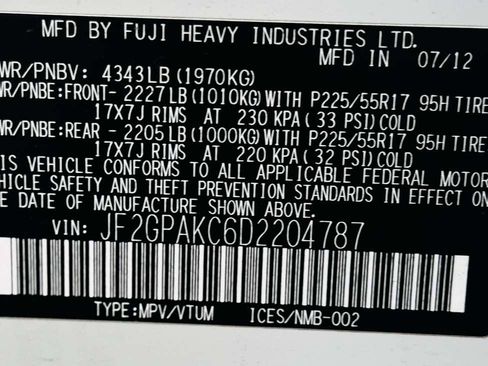 MFD BY FUJI HEAVY INDUSTRIES LTD.
MFD IN 07/12
WR/PNBV: 4343LB (1970KG)
WR/PNBE:FRONT- 2227LB (1010KG) WITH P225/55R17 95H TIRE
17X7J RIMS AT 230 KPA (33 PSI) COLD
WR/PNBE:REAR - 2205LB (1000KG) WITH P225/55R17 95H TIRE
17X7J RIMS AT 220 KPA (32 PSI) COLD
IS VEHICLE CONFORMS TO ALL APPLICABLE FEDERAL MOTOR
EHICLE SAFETY AND THEFT PREVENTION STANDARDS IN EFFECT ON
E DATE OF MANUFACTURE SHOWN ABOVE.
VIN: JF2GPAKC6D2204787
TYPE:MPV/VTUM ICES/NMB-002